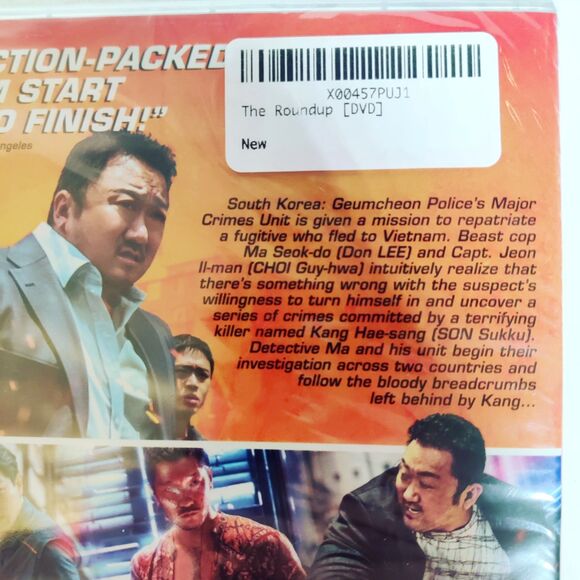 CTION-PACKED
M START
O FINISH!"
ngeles
X00457PUJ1
The Roundup [DVD]
New
South Korea: Geumcheon Police's Major
Crimes Unit is given a mission to repatriate
a fugitive who fled to Vietnam. Beast cop
Ma Seok-do (Don LEE) and Capt. Jeon
Il-man (CHOI Guy-hwa) intuitively realize that
there's something wrong with the suspect's
willingness to turn himself in and uncover a
series of crimes committed by a terrifying
killer named Kang Hae-sang (SON Sukku).
Detective Ma and his unit begin their
investigation across two countries and
follow the bloody breadcrumbs
left behind by Kang...